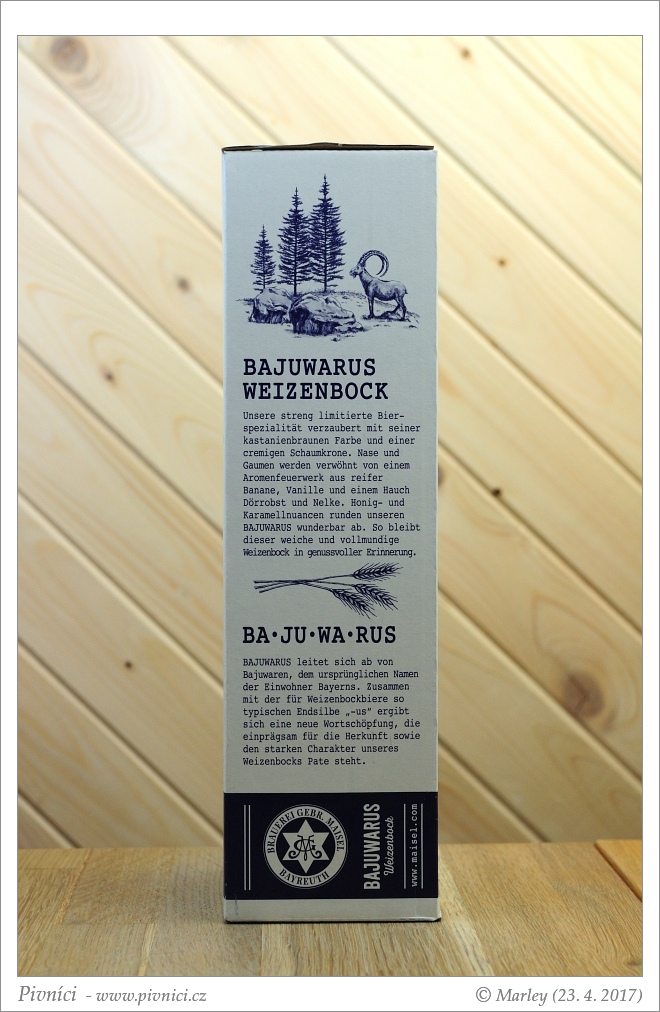 BAJUWARUS
WEIZENBOCK
Unsere streng limitierte Bier-
spezialität verzaubert mit seiner
kastanienbraunen Farbe und einer
cremigen Schaumkrone. Nase und
Gaumen werden verwöhnt von einem
Aromenfeuerwerk aus reifer
Banane, Vanille und einem Hauch
Dörrobst und Nelke. Honig- und
Karamellnuancen runden unseren
BAJUWARUS wunderbar ab. So bleibt
dieser weiche und vollmundige
Weizenbock in genussvoller Erinnerung.
BA·JU·WA·RUS
BAJUWARUS leitet sich ab von
Bajuwaren, dem ursprünglichen Namen
der Einwohner Bayerns. Zusammen
mit der für Weizenbockbiere so
typischen Endsilbe „-us“ ergibt
sich eine neue Wortschöpfung, die
einprägsam für die Herkunft sowie
den starken Charakter unseres
Weizenbocks Pate steht.
BRAUEREI GEBR. MAISEL
BAYREUTH
BAJUWARUS
Weizenbock
www.maisel.com
Pivníci - www.pivnici.cz
© Marley (23. 4. 2017)